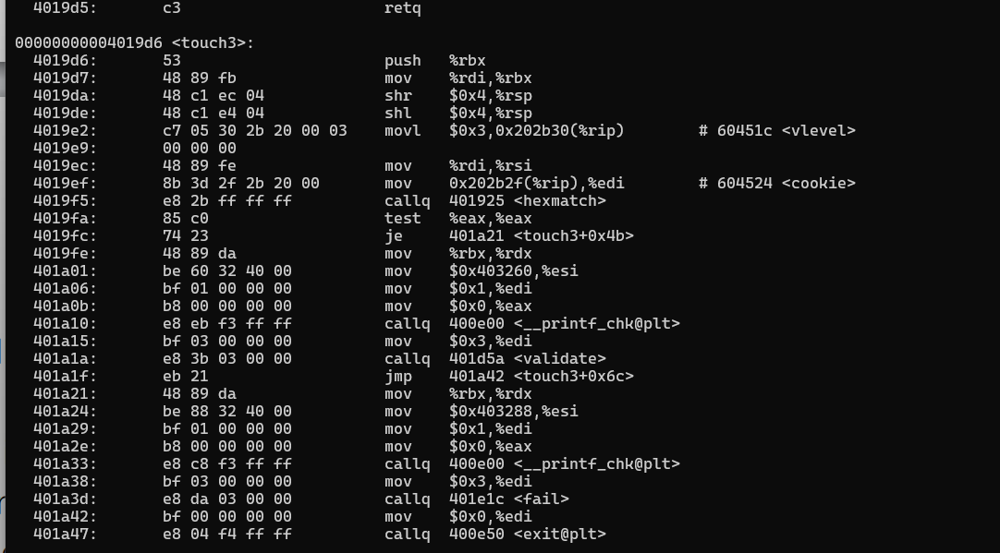 4019d5: c3 retq
00000000004019d6 <touch3>:
4019d6: 53 push %rbx
4019d7: 48 89 fb mov %rdi,%rbx
4019da: 48 c1 ec 04 shr $0x4,%rsp
4019de: 48 c1 e4 04 shl $0x4,%rsp
4019e2: c7 05 30 2b 20 00 03 movl $0x3,0x202b30(%rip) # 60451c <vlevel>
4019e9: 00 00 00
4019ec: 48 89 fe mov %rdi,%rsi
4019ef: 8b 3d 2f 2b 20 00 mov 0x202b2f(%rip),%edi # 604524 <cookie>
4019f5: e8 2b ff ff ff callq 401925 <hexmatch>
4019fa: 85 c0 test %eax,%eax
4019fc: 74 23 je 401a21 <touch3+0x4b>
4019fe: 48 89 da mov %rbx,%rdx
401a01: be 60 32 40 00 mov $0x403260,%esi
401a06: bf 01 00 00 00 mov $0x1,%edi
401a0b: b8 00 00 00 00 mov $0x0,%eax
401a10: e8 eb f3 ff ff callq 400e00 <__printf_chk@plt>
401a15: bf 03 00 00 00 mov $0x3,%edi
401a1a: e8 3b 03 00 00 callq 401d5a <validate>
401a1f: eb 21 jmp 401a42 <touch3+0x6c>
401a21: 48 89 da mov %rbx,%rdx
401a24: be 88 32 40 00 mov $0x403288,%esi
401a29: bf 01 00 00 00 mov $0x1,%edi
401a2e: b8 00 00 00 00 mov $0x0,%eax
401a33: e8 c8 f3 ff ff callq 400e00 <__printf_chk@plt>
401a38: bf 03 00 00 00 mov $0x3,%edi
401a3d: e8 da 03 00 00 callq 401e1c <fail>
401a42: bf 00 00 00 00 mov $0x0,%edi
401a47: e8 04 f4 ff ff callq 400e50 <exit@plt>